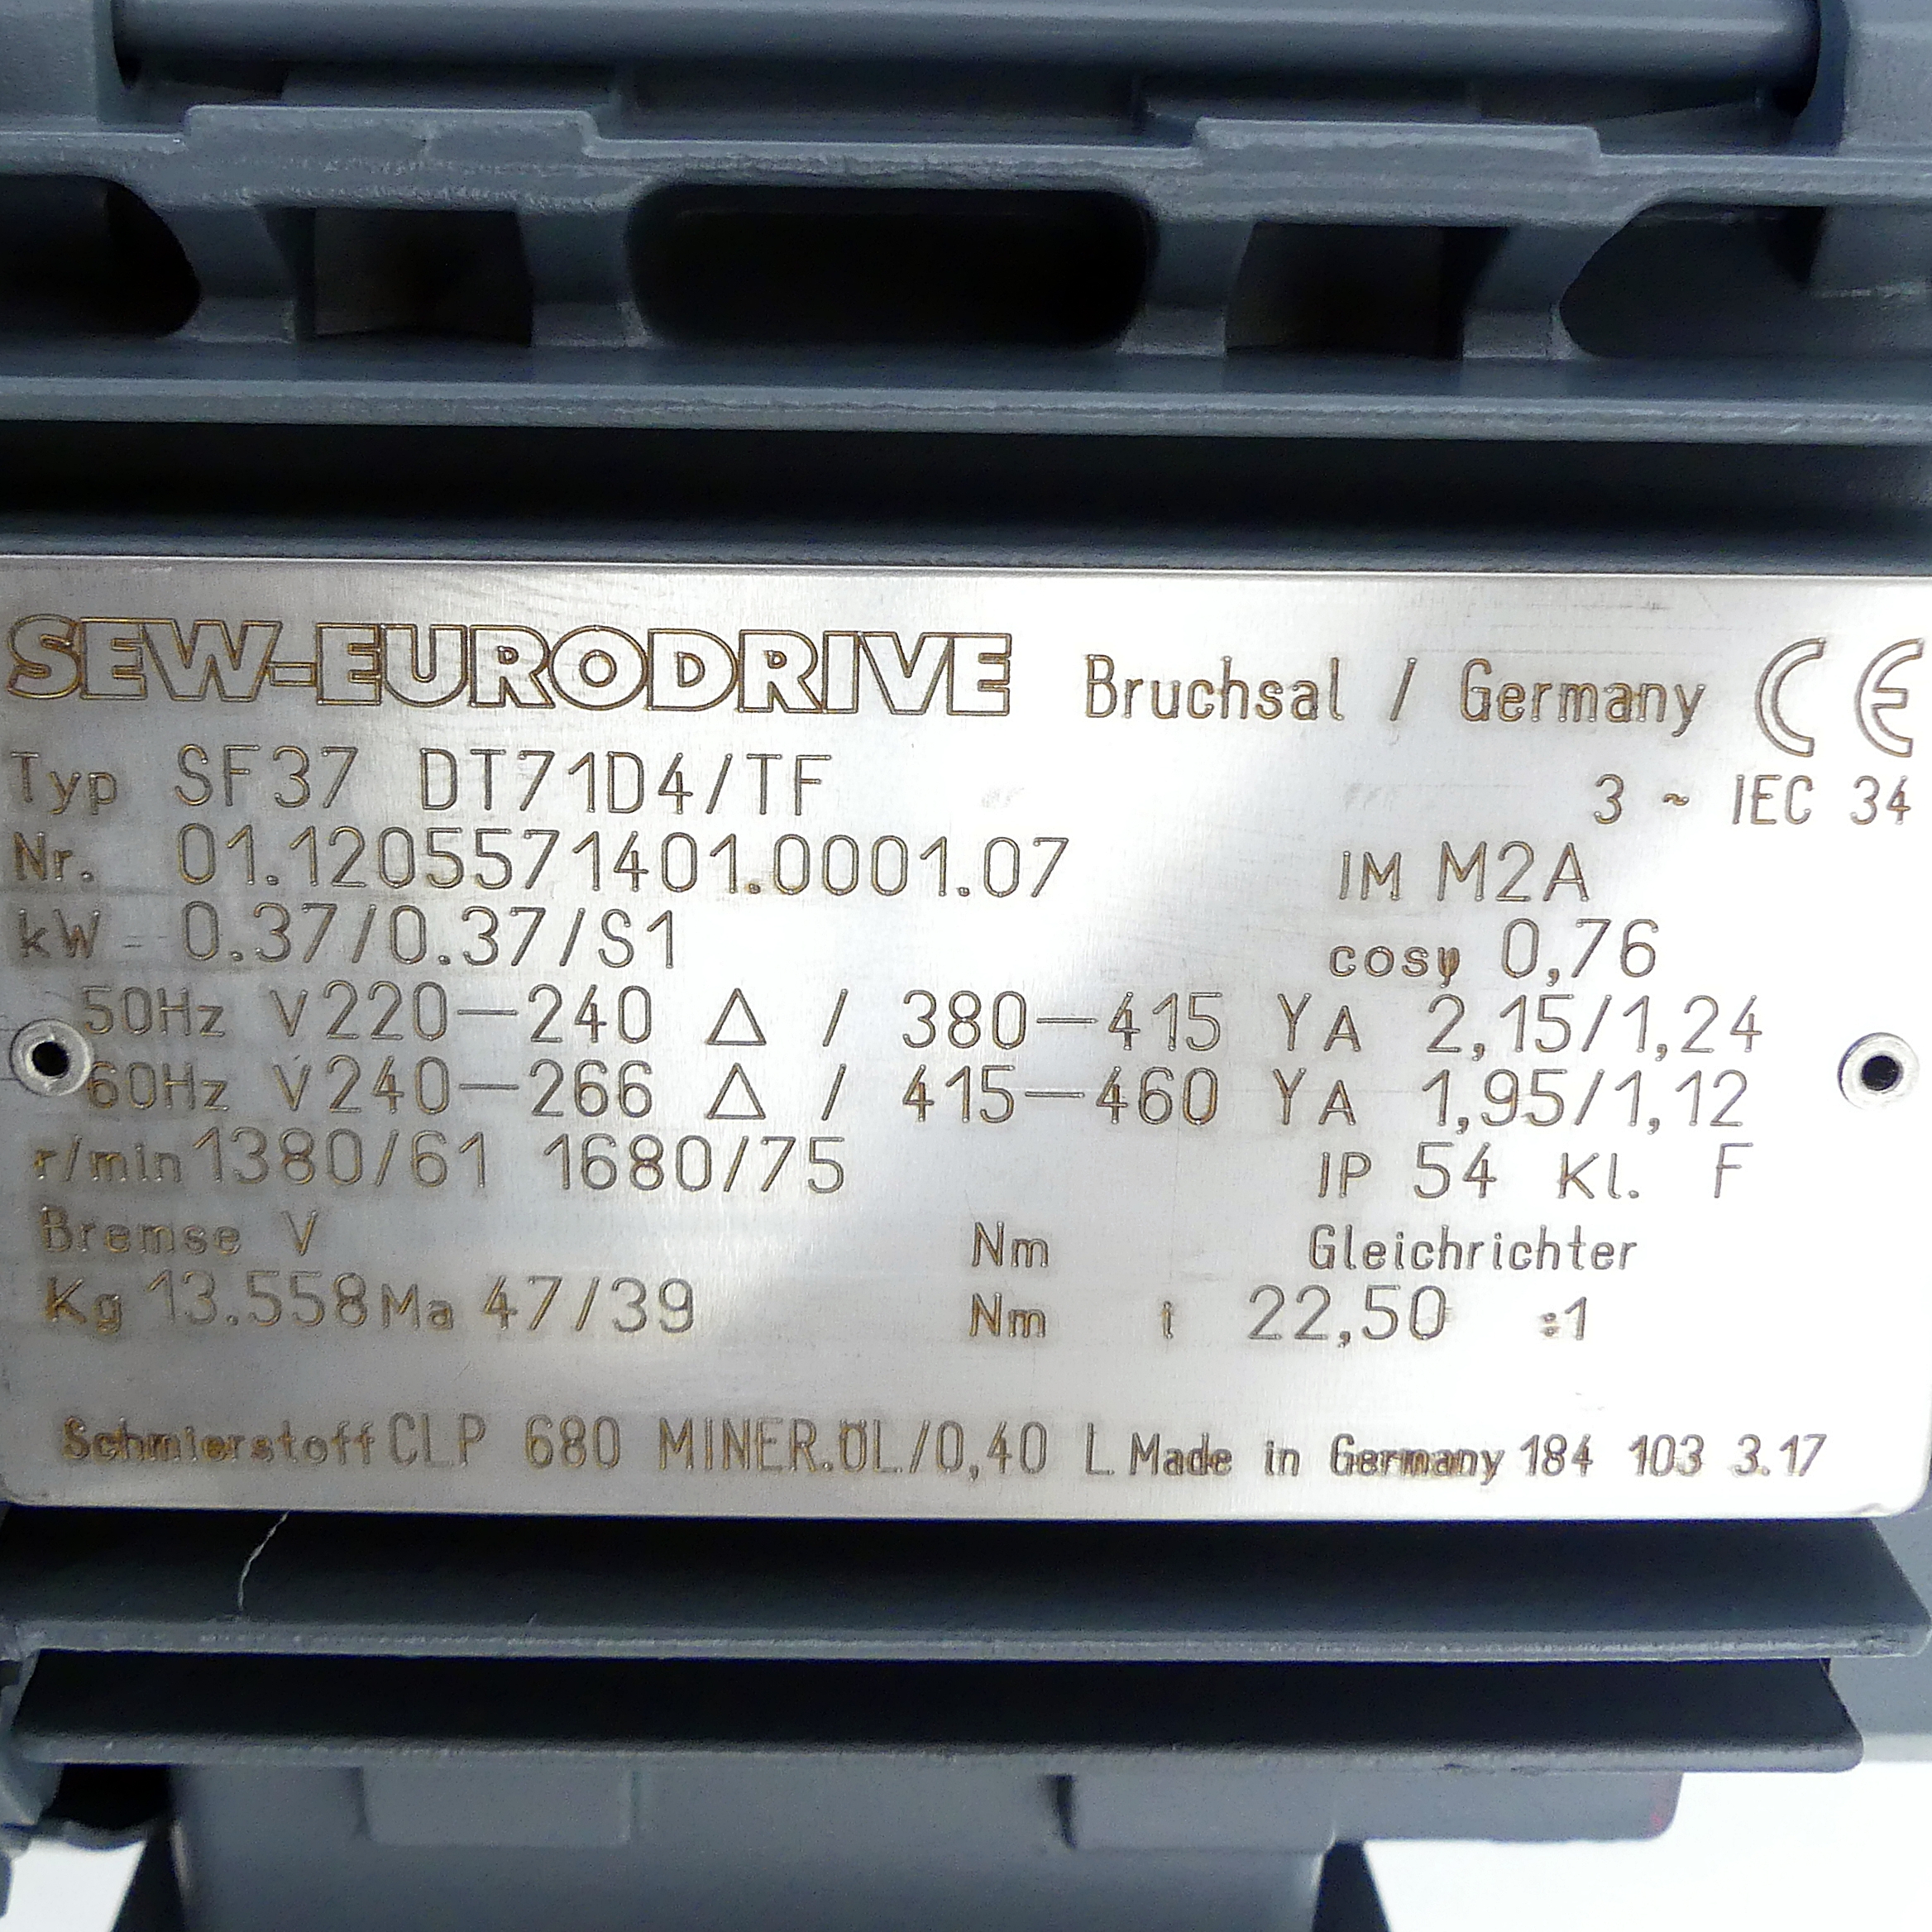 SEW-EURODRIVE Bruchsal / Germany CE
Typ SF37 DT71D4/TF 3 ~ IEC 34
Nr. 01.1205571401.0001.07 IM M2A
kW 0.37/0.37/S1 cosφ 0,76
50Hz V 220-240 △ / 380-415 Y A 2,15/1,24
60Hz V 240-266 △ / 415-460 Y A 1,95/1,12
r/min 1380/61 1680/75 IP 54 Kl. F
Bremse V Nm Gleichrichter
Kg 13.558 Ma 47/39 Nm i 22,50 :1
Schmierstoff CLP 680 MINER.ÖL/0,40 L Made in Germany 184 103 3.17